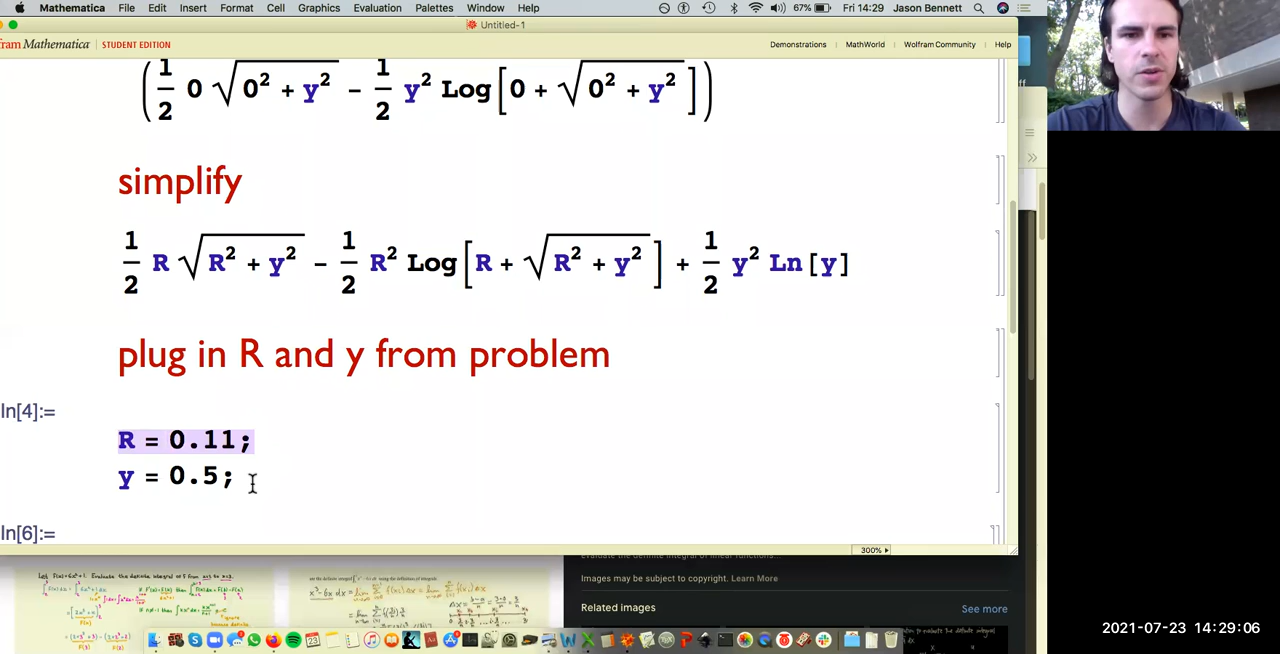 Mathematica File Edit Insert Format Cell Graphics Evaluation Palettes Window Help 67% Fri 14:29 Jason Bennett
Untitled-1
fram Mathematica | STUDENT EDITION Demonstrations MathWorld Wolfram Community Help
(1/2 0 √(0² + y²) − 1/2 y² Log[0 + √(0² + y²)])
simplify
1/2 R √(R² + y²) − 1/2 R² Log[R + √(R² + y²)] + 1/2 y² Ln[y]
plug in R and y from problem
In[4]:=
R = 0.11;
y = 0.5;
In[6]:=
300%
Images may be subject to copyright. Learn More
Related images See more
2021-07-23 14:29:06